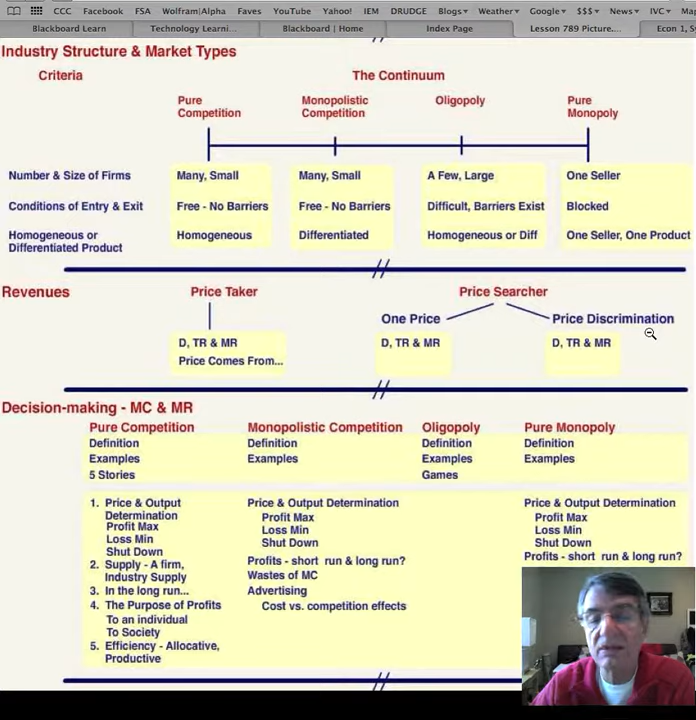 CCC Facebook FSA Wolfram|Alpha Faves YouTube Yahoo! IEM DRUDGE Blogs Weather Google $$$ News IVC Map
Blackboard Learn Technology Learni... Blackboard | Home Index Page Lesson 789 Picture.... Econ 1, S
Industry Structure & Market Types
Criteria The Continuum
Pure Competition Monopolistic Competition Oligopoly Pure Monopoly
Number & Size of Firms Many, Small Many, Small A Few, Large One Seller
Conditions of Entry & Exit Free - No Barriers Free - No Barriers Difficult, Barriers Exist Blocked
Homogeneous or Differentiated Product Homogeneous Differentiated Homogeneous or Diff One Seller, One Product
Revenues Price Taker Price Searcher
One Price Price Discrimination
D, TR & MR D, TR & MR D, TR & MR
Price Comes From...
Decision-making - MC & MR
Pure Competition Monopolistic Competition Oligopoly Pure Monopoly
Definition Definition Definition Definition
Examples Examples Examples Examples
5 Stories Games
1. Price & Output
Determination
Profit Max
Loss Min
Shut Down
2. Supply - A firm,
Industry Supply
3. In the long run...
4. The Purpose of Profits
To an individual
To Society
5. Efficiency - Allocative,
Productive
Price & Output Determination
Profit Max
Loss Min
Shut Down
Profits - short run & long run?
Wastes of MC
Advertising
Cost vs. competition effects
Price & Output Determination
Profit Max
Loss Min
Shut Down
Profits - short run & long run?